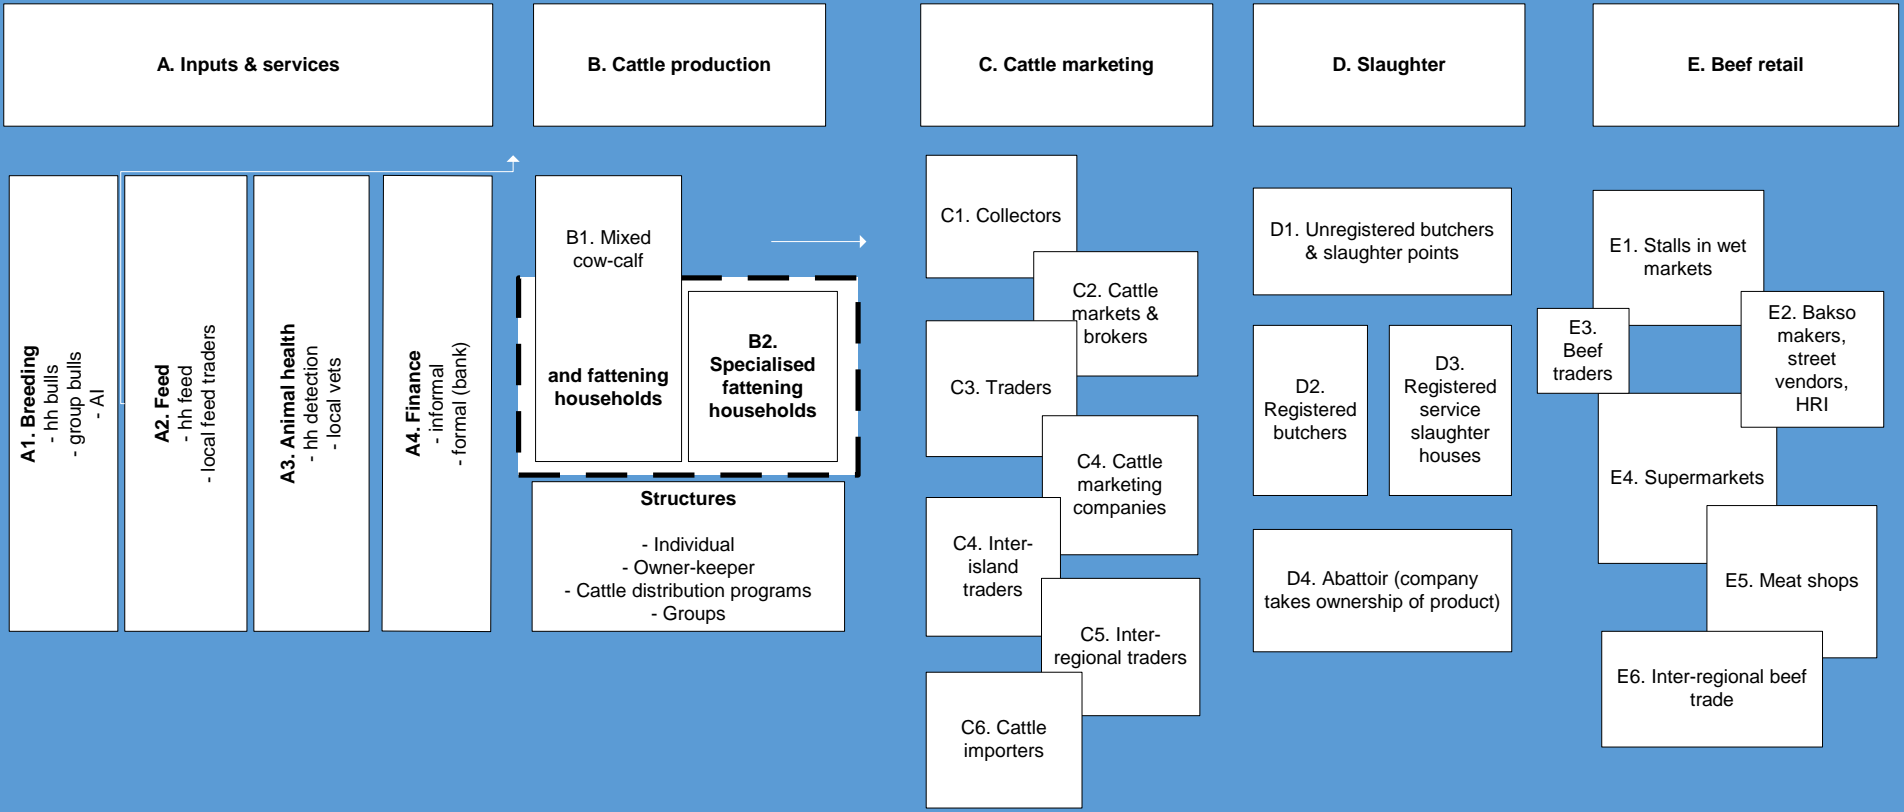 A. Inputs & services
B. Cattle production
C. Cattle marketing
D. Slaughter
E. Beef retail
A1. Breeding
- hh bulls
- group bulls
- AI
A2. Feed
- hh feed
- local feed traders
A3. Animal health
- hh detection
- local vets
A4. Finance
- informal
- formal (bank)
B1. Mixed
cow-calf
and fattening
households
B2.
Specialised
fattening
households
Structures
- Individual
- Owner-keeper
- Cattle distribution programs
- Groups
C1. Collectors
C2. Cattle
markets &
brokers
C3. Traders
C4. Cattle
marketing
companies
C4. Inter-
island
traders
C5. Inter-
regional traders
C6. Cattle
importers
D1. Unregistered butchers
& slaughter points
D2.
Registered
butchers
D3.
Registered
service
slaughter
houses
D4. Abattoir (company
takes ownership of product)
E1. Stalls in wet
markets
E2. Bakso
makers,
street
vendors,
HRI
E3.
Beef
traders
E4. Supermarkets
E5. Meat shops
E6. Inter-regional beef
trade